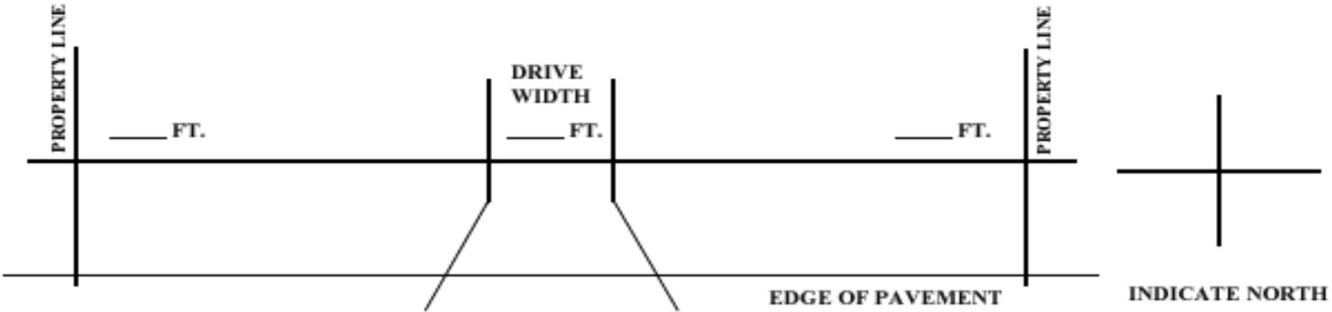 PROPERTY LINE
DRIVE
WIDTH
PROPERTY LINE
_____ FT.
_____ FT.
_____ FT.
EDGE OF PAVEMENT
INDICATE NORTH